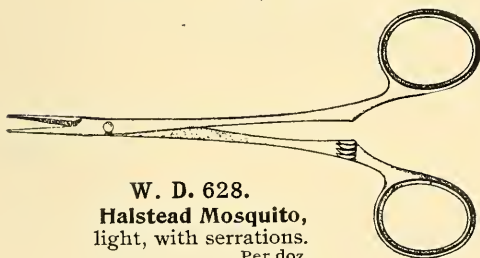 W. D. 628.
Halstead Mosquito,
light, with serrations.
Per doz.